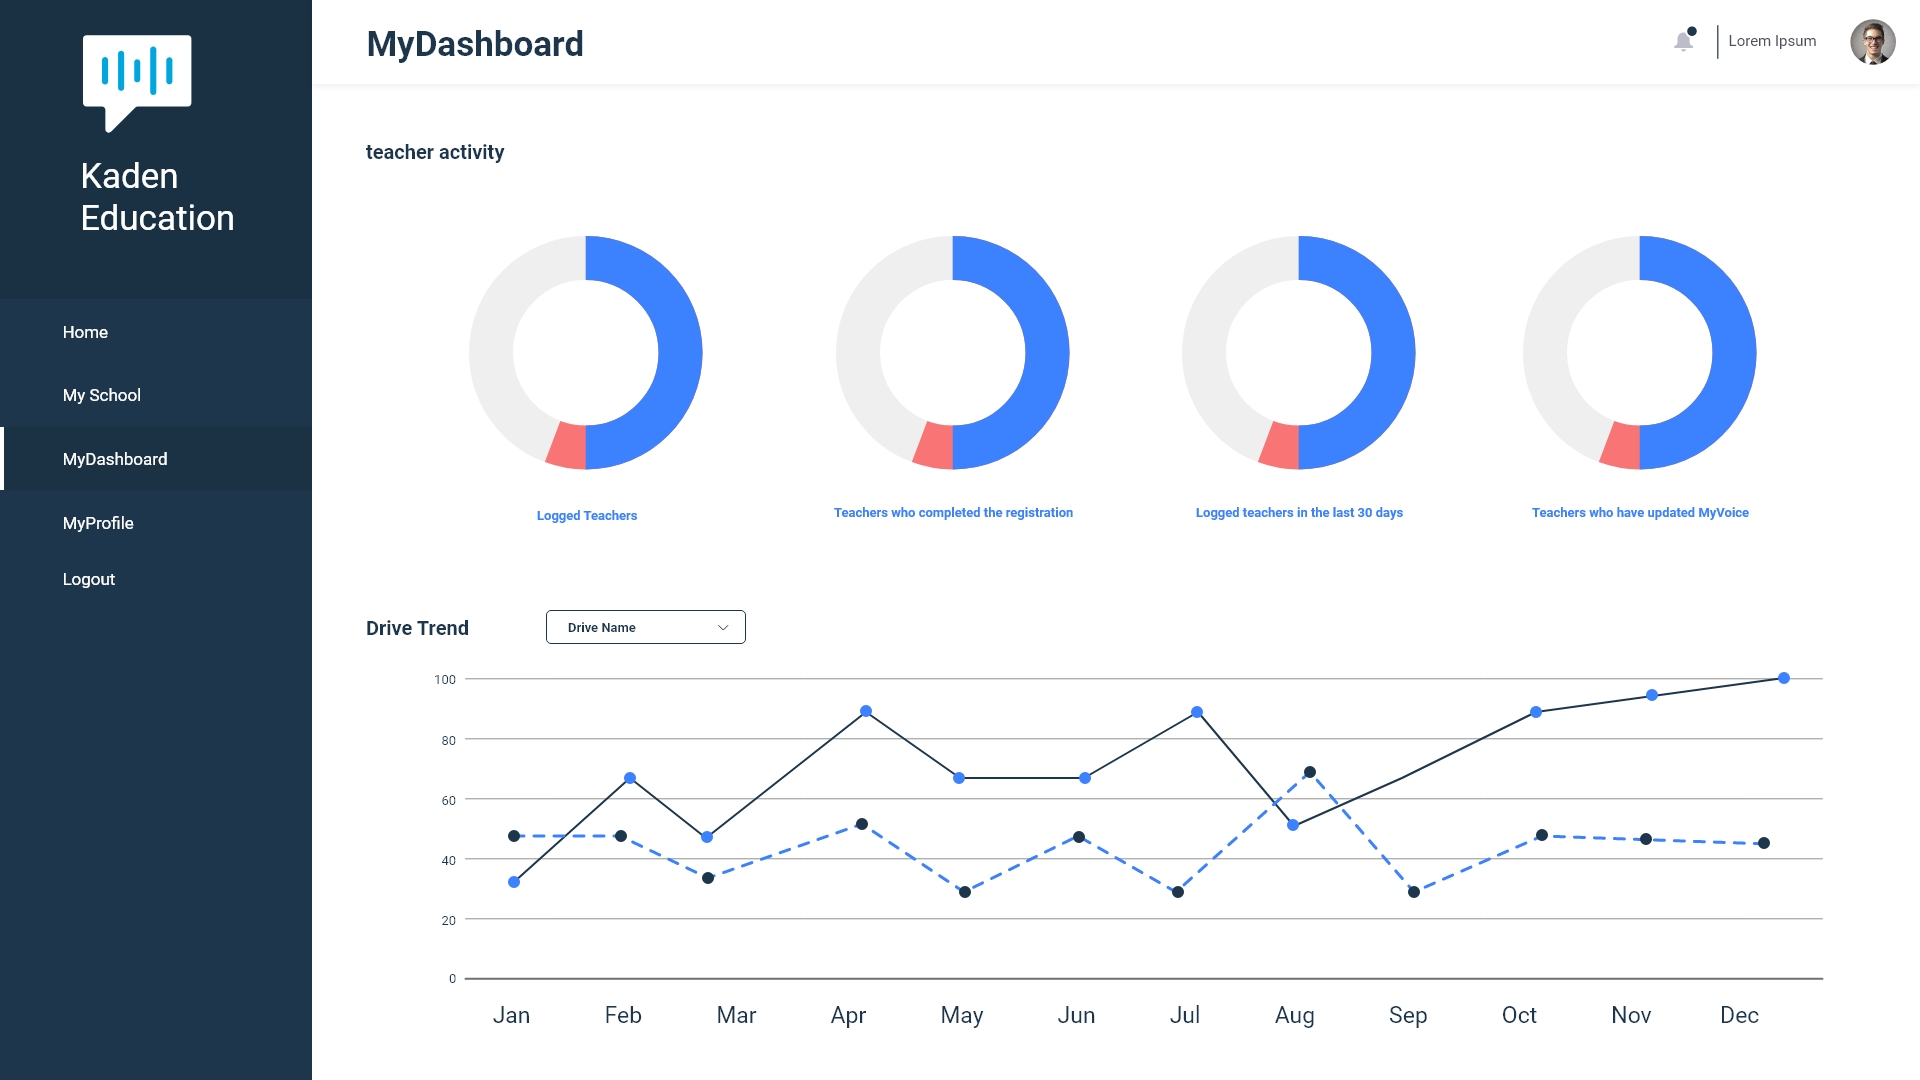 Kaden
Education
Home
My School
MyDashboard
MyProfile
Logout
MyDashboard
Lorem Ipsum
teacher activity
Logged Teachers
Teachers who completed the registration
Logged teachers in the last 30 days
Teachers who have updated MyVoice
Drive Trend
Drive Name
100
80
60
40
20
0
Jan Feb Mar Apr May Jun Jul Aug Sep Oct Nov Dec